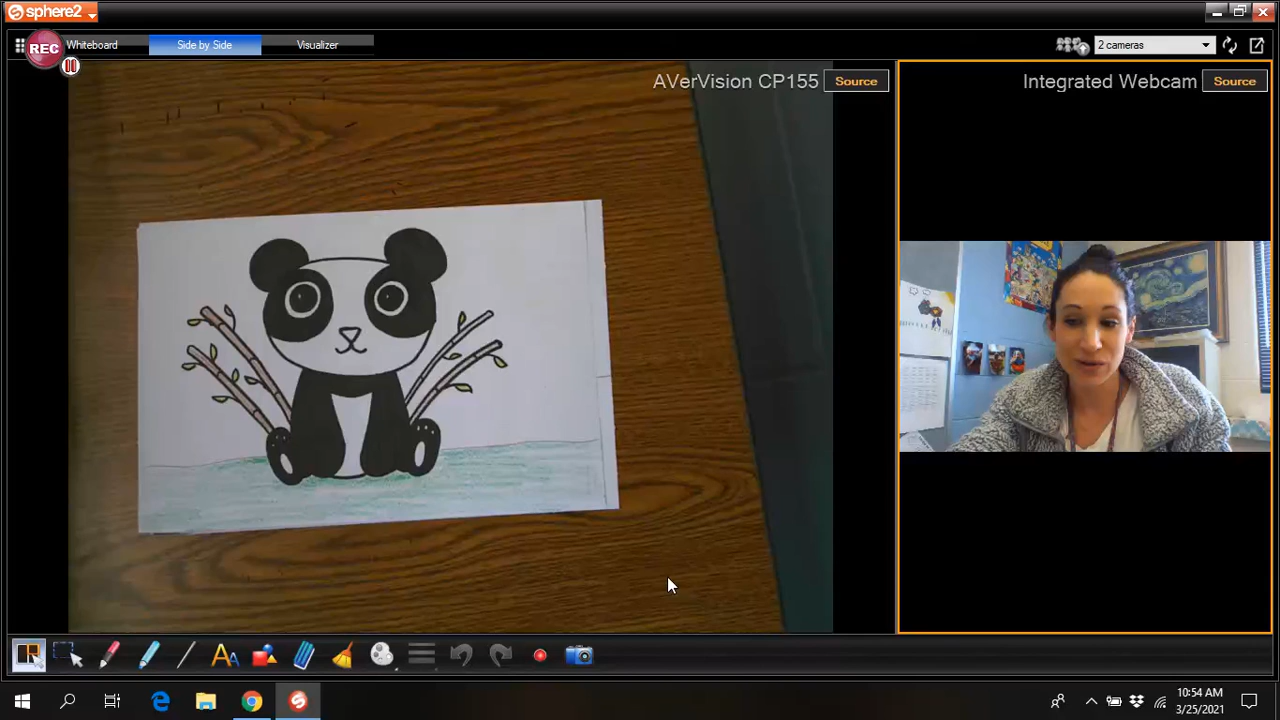 sphere2
REC
Whiteboard
Side by Side
Visualizer
2 cameras
AVerVision CP155
Source
Integrated Webcam
Source
10:54 AM
3/25/2021